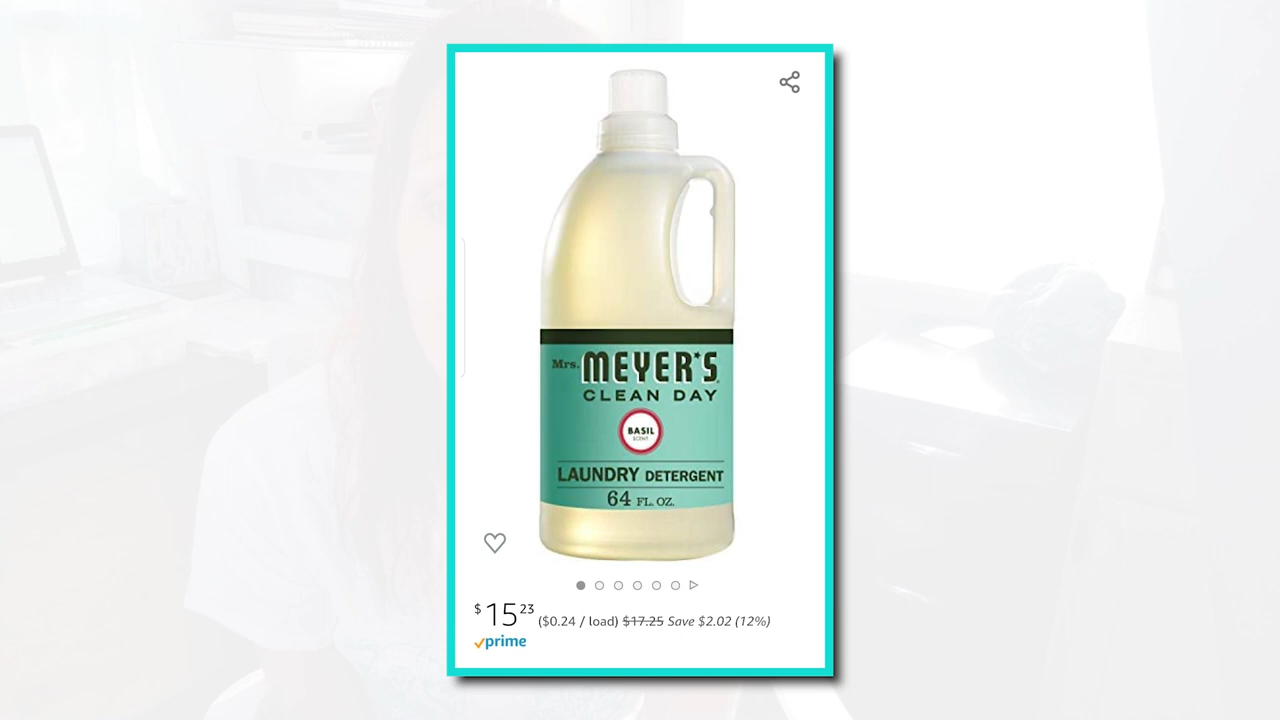 Mrs. MEYER'S
CLEAN DAY
BASIL
SCENT
LAUNDRY DETERGENT
64 FL. OZ.
$15.23 ($0.24 / load) $17.25 Save $2.02 (12%)
prime